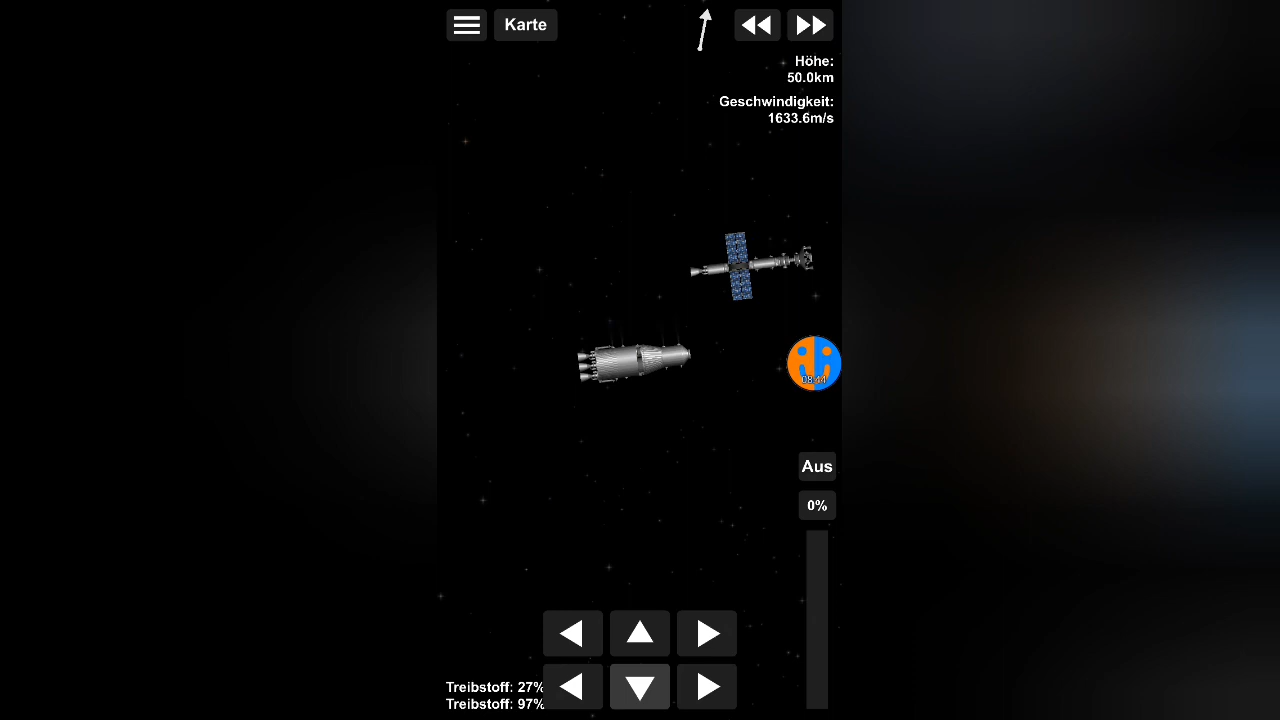 Karte
Höhe:
50.0km
Geschwindigkeit:
1633.6m/s
08:44
Aus
0%
Treibstoff: 27%
Treibstoff: 97%